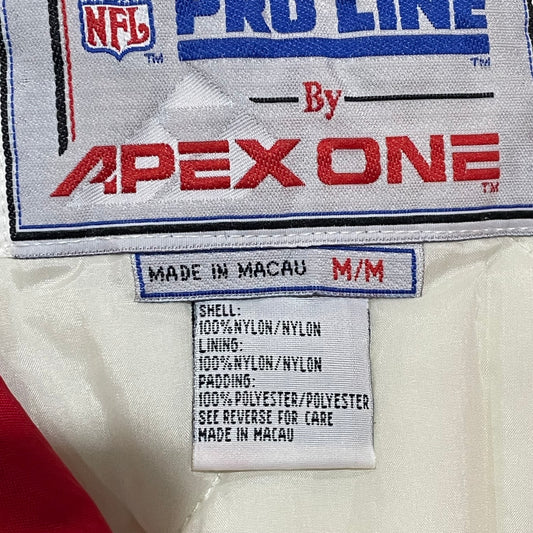 NFL TM
PRO LINE TM
By
APEX ONE TM
MADE IN MACAU M/M
SHELL:
100%NYLON/NYLON
LINING:
100%NYLON/NYLON
PADDING:
100%POLYESTER/POLYESTER
SEE REVERSE FOR CARE
MADE IN MACAU